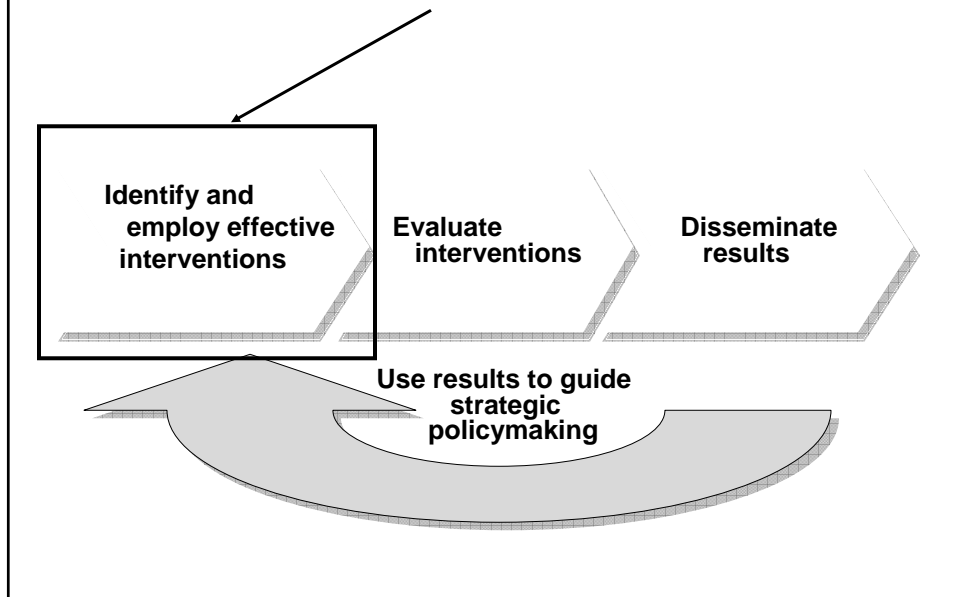 Identify and
employ effective
interventions
Evaluate
interventions
Disseminate
results
Use results to guide
strategic
policymaking